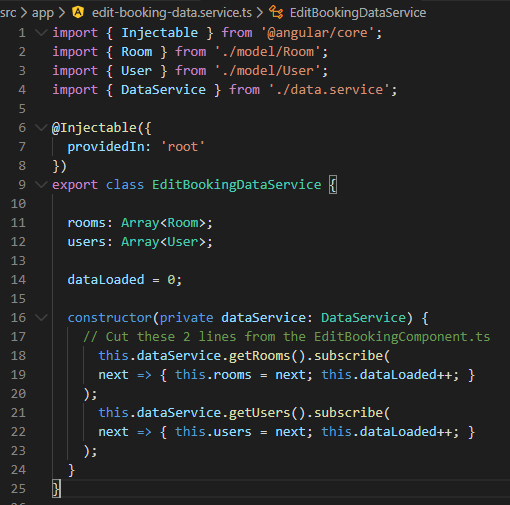 src > app > edit-booking-data.service.ts > EditBookingDataService
1 import { Injectable } from '@angular/core';
2 import { Room } from './model/Room';
3 import { User } from './model/User';
4 import { DataService } from './data.service';
5
6 @Injectable({
7   providedIn: 'root'
8 })
9 export class EditBookingDataService {
10
11   rooms: Array<Room>;
12   users: Array<User>;
13
14   dataLoaded = 0;
15
16   constructor(private dataService: DataService) {
17     // Cut these 2 lines from the EditBookingComponent.ts
18       this.dataService.getRooms().subscribe(
19       next => { this.rooms = next; this.dataLoaded++; }
20     );
21       this.dataService.getUsers().subscribe(
22       next => { this.users = next; this.dataLoaded++; }
23     );
24   }
25 }
26